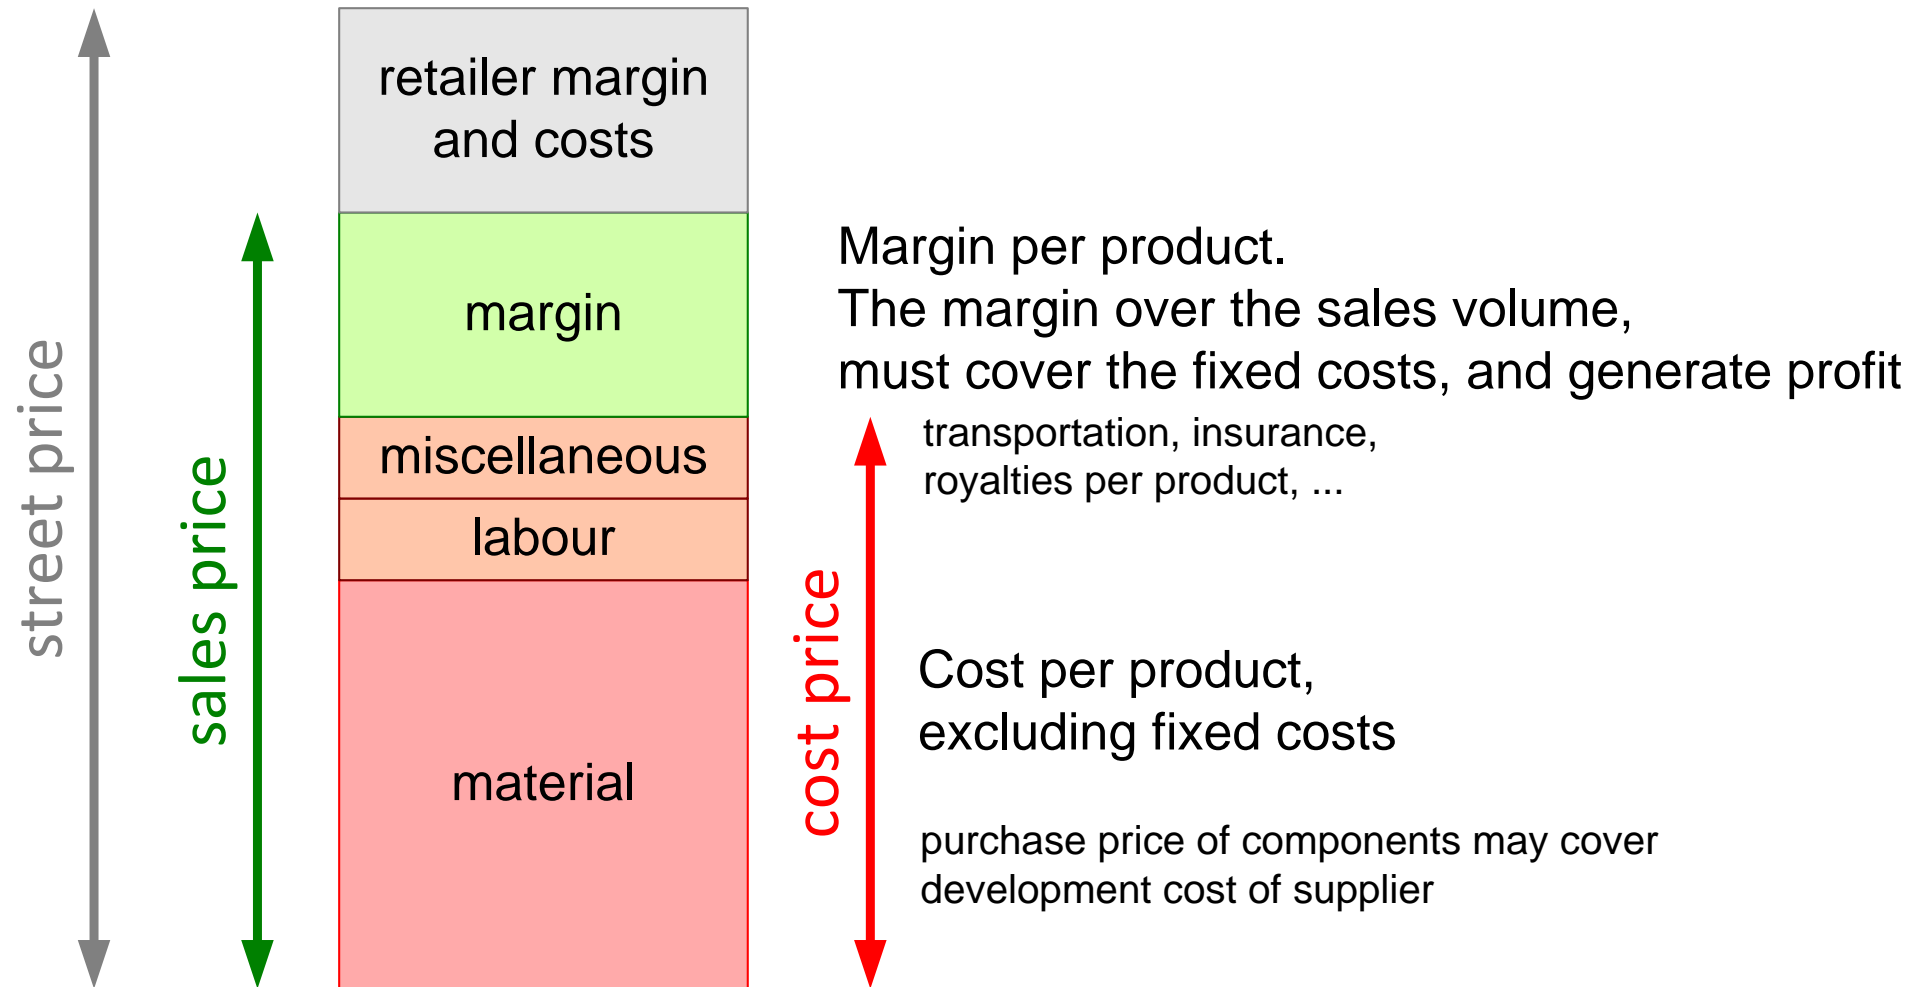 street price
sales price
retailer margin
and costs
margin
miscellaneous
labour
material
cost price
Margin per product.
The margin over the sales volume,
must cover the fixed costs, and generate profit
transportation, insurance,
royalties per product, ...
Cost per product,
excluding fixed costs
purchase price of components may cover
development cost of supplier